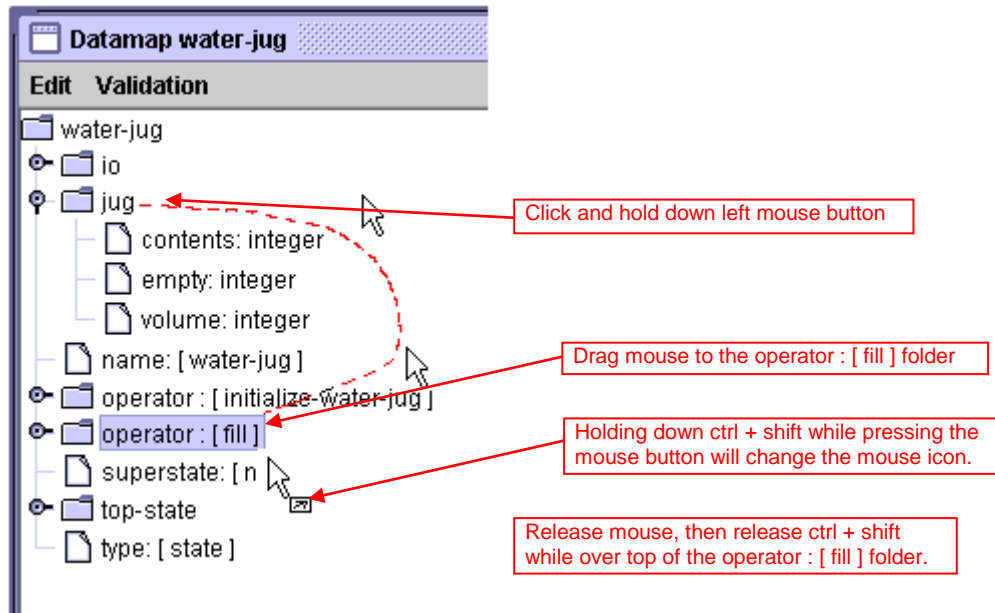 Datamap water-jug
Edit Validation
water-jug
io
jug
contents: integer
empty: integer
volume: integer
name: [ water-jug ]
operator : [ initialize-water-jug ]
operator : [ fill ]
superstate: [ n
top-state
type: [ state ]
Click and hold down left mouse button
Drag mouse to the operator : [ fill ] folder
Holding down ctrl + shift while pressing the
mouse button will change the mouse icon.
Release mouse, then release ctrl + shift
while over top of the operator : [ fill ] folder.